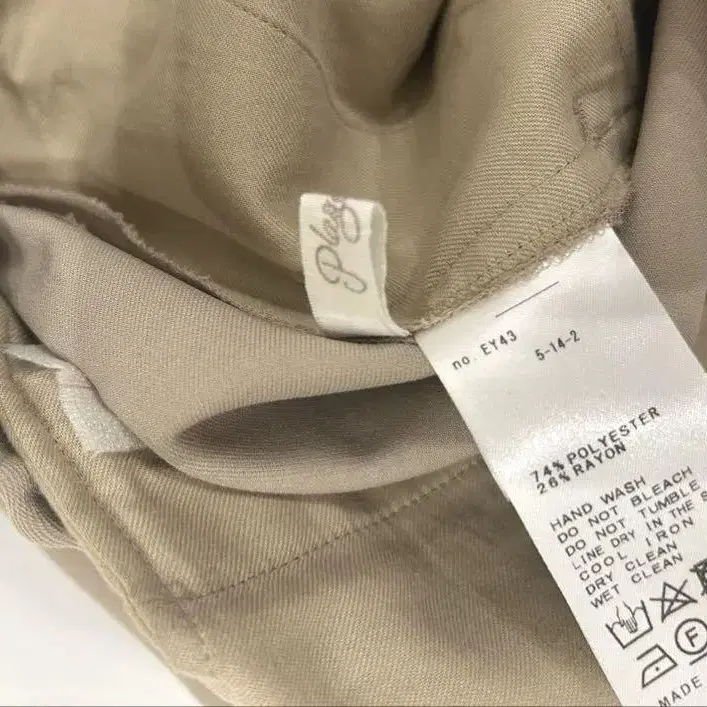 no. EY43
5-14-2
74% POLYESTER
26% RAYON
HAND WASH
DO NOT BLEACH
DO NOT TUMBLE
LINE DRY IN THE S
COOL IRON
DRY CLEAN
WET CLEAN
F
MADE